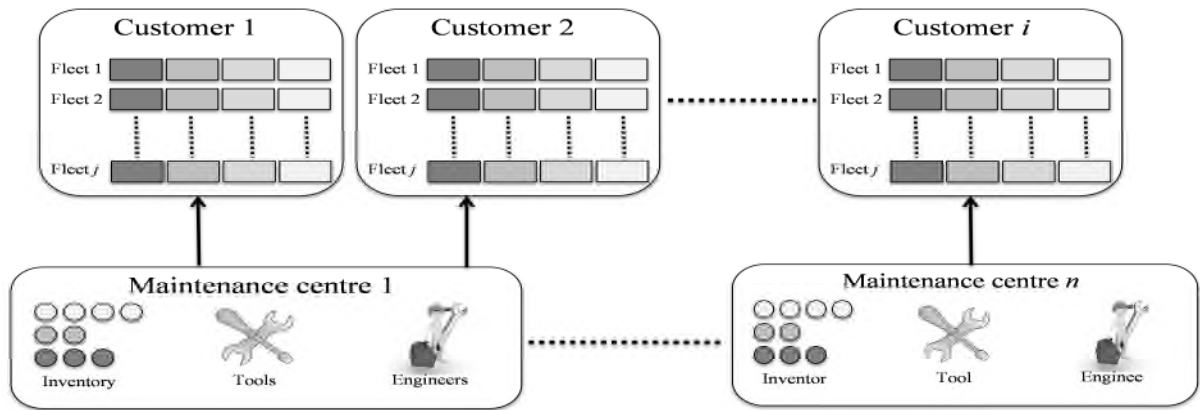 Customer 1
Fleet 1
Fleet 2
Fleet j
Customer 2
Fleet 1
Fleet 2
Fleet j
Customer i
Fleet 1
Fleet 2
Fleet j
Maintenance centre 1
Inventory
Tools
Engineers
Maintenance centre n
Inventor
Tool
Enginee